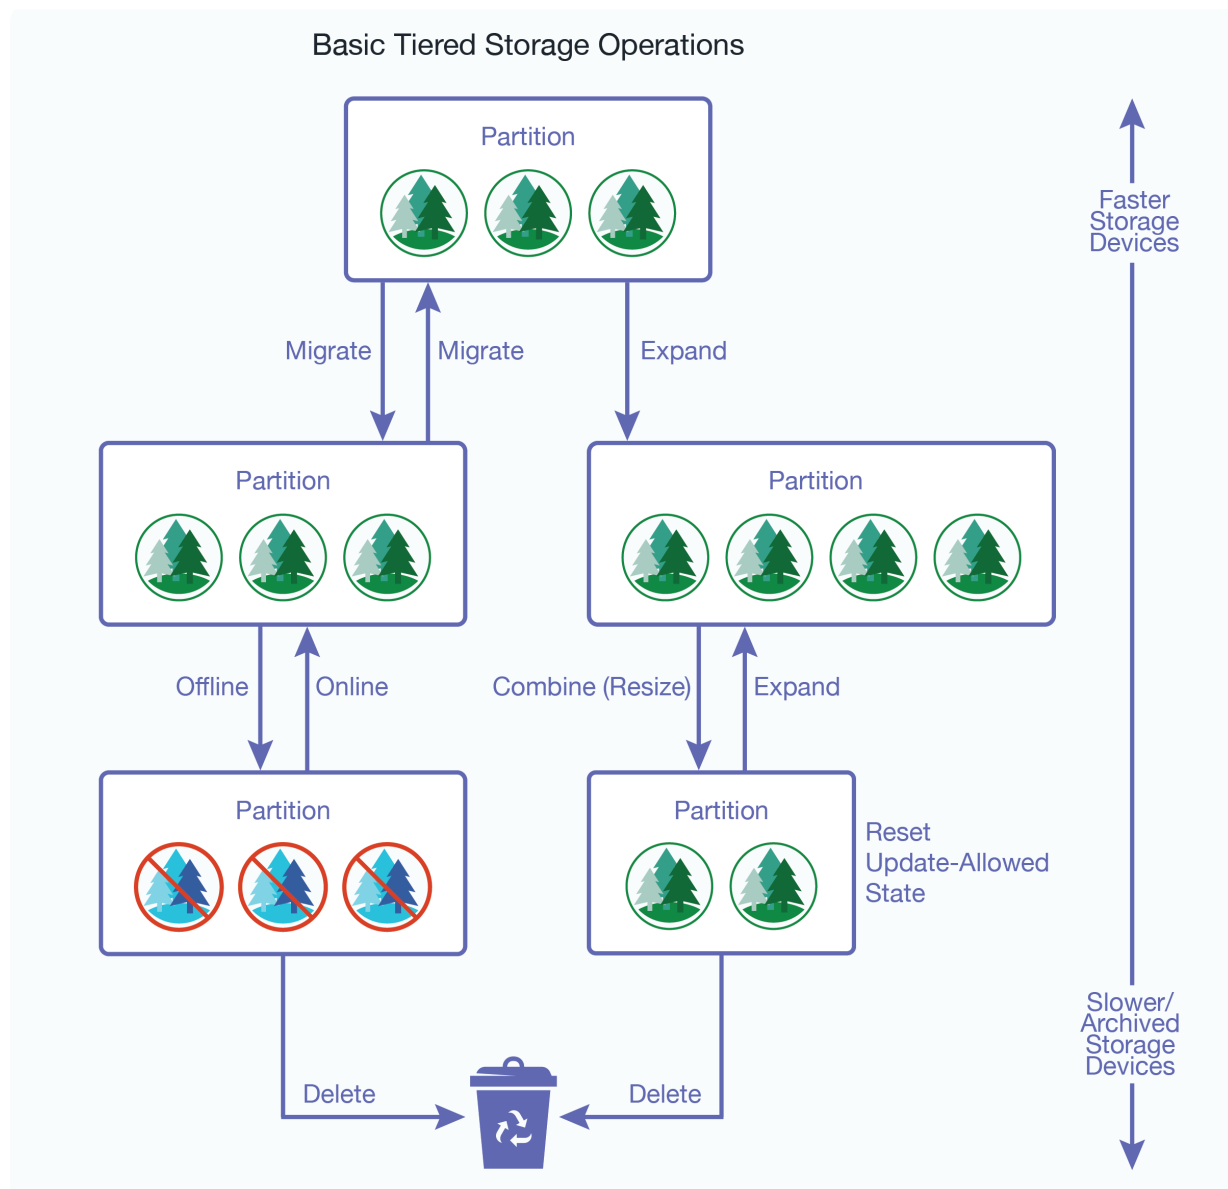 Basic Tiered Storage Operations
Partition
Faster
Storage
Devices
Migrate
Migrate
Expand
Partition
Partition
Offline
Online
Combine (Resize)
Expand
Partition
Partition
Reset
Update-Allowed
State
Slower/
Archived
Storage
Devices
Delete
Delete